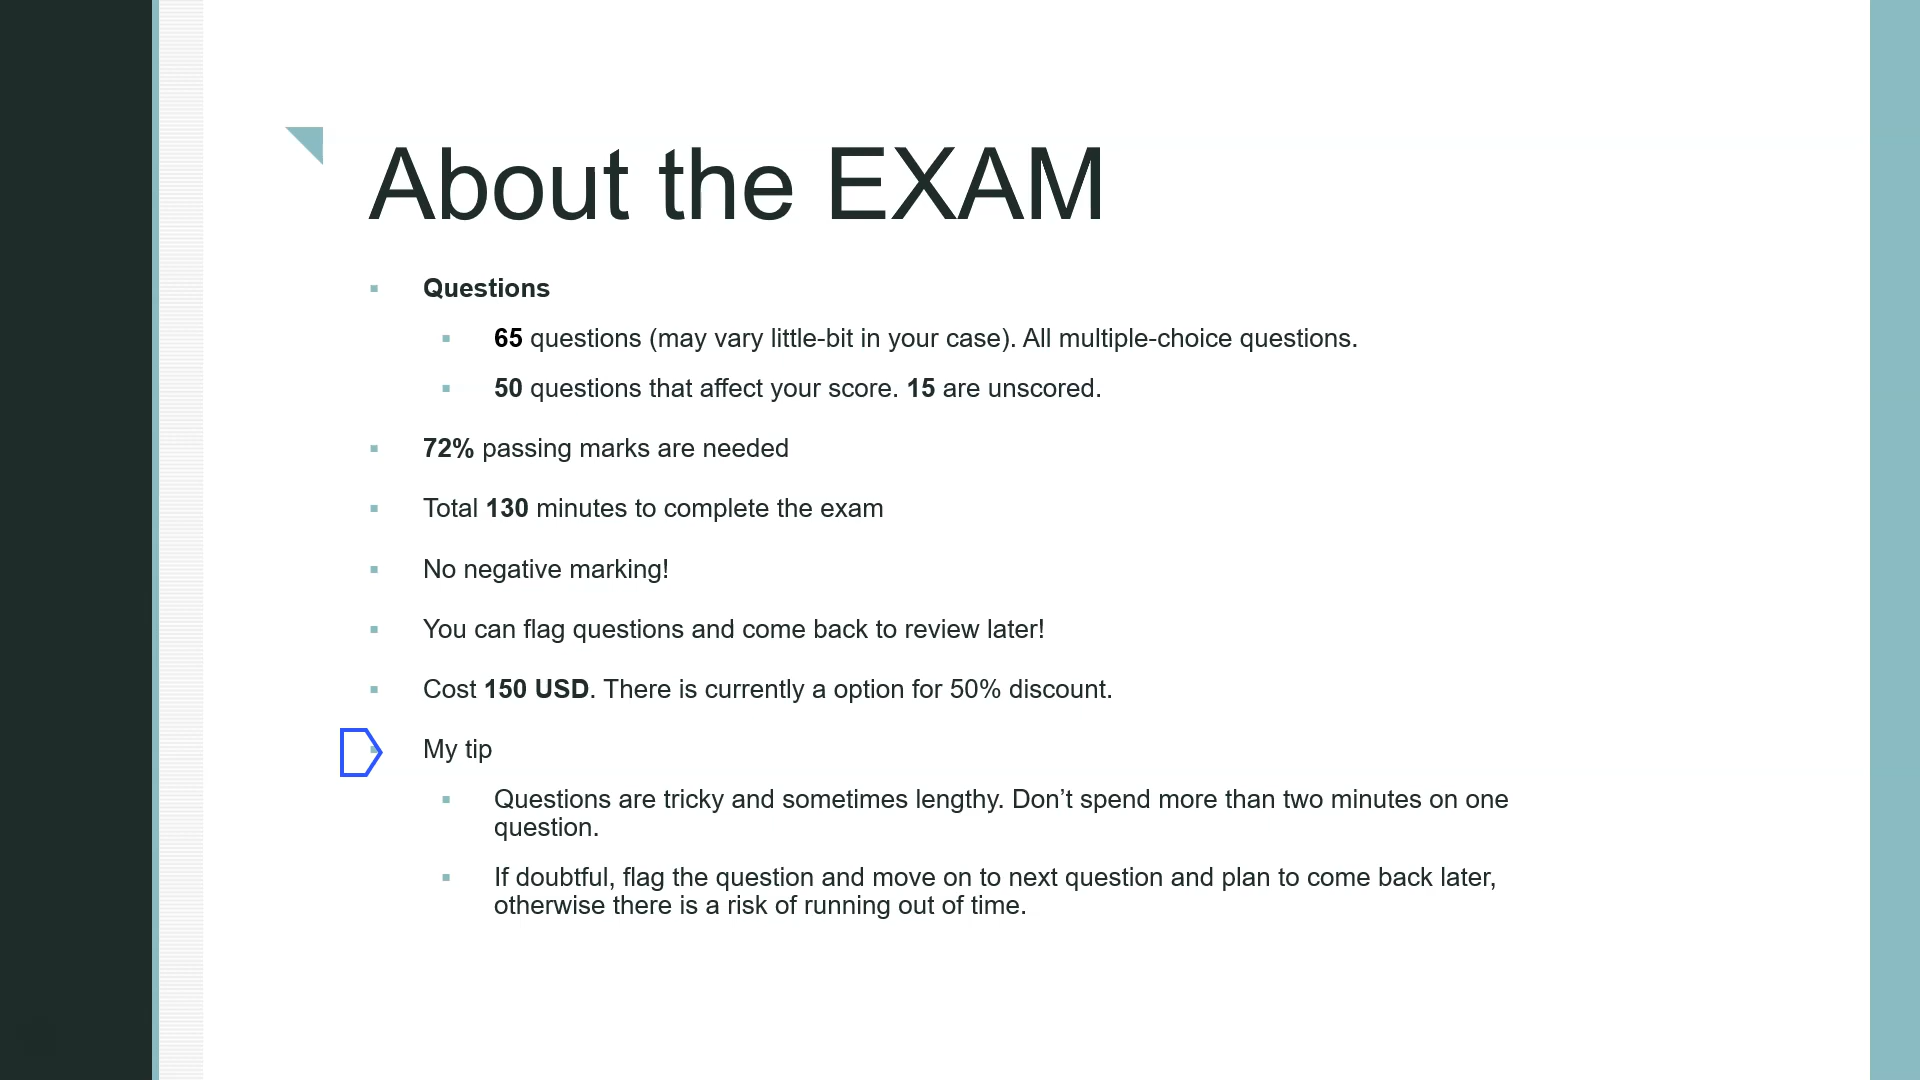 About the EXAM
Questions
65 questions (may vary little-bit in your case). All multiple-choice questions.
50 questions that affect your score. 15 are unscored.
72% passing marks are needed
Total 130 minutes to complete the exam
No negative marking!
You can flag questions and come back to review later!
Cost 150 USD. There is currently a option for 50% discount.
My tip
Questions are tricky and sometimes lengthy. Don’t spend more than two minutes on one
question.
If doubtful, flag the question and move on to next question and plan to come back later,
otherwise there is a risk of running out of time.